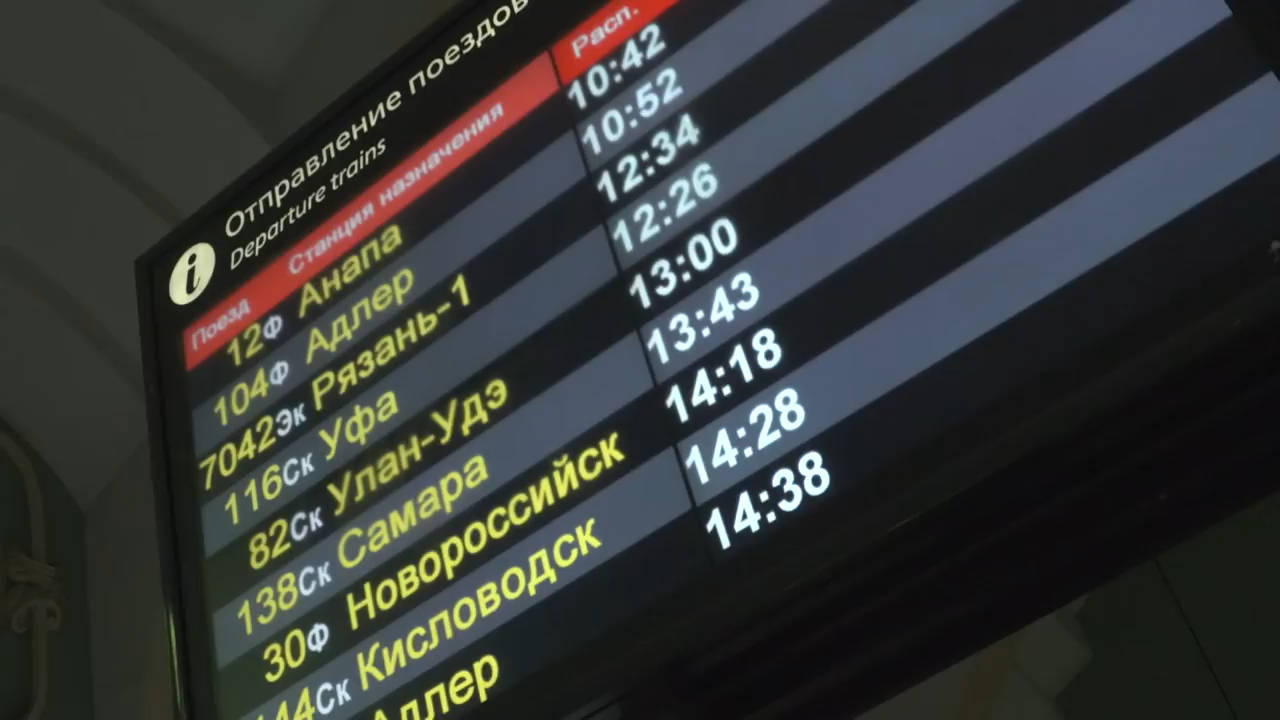 Отправление поездов
Departure trains
Поезд Станция назначения Расп.
12Ф Анапа 10:42
104Ф Адлер 10:52
7042Эк Рязань-1 12:34
116Ск Уфа 12:26
82Ск Улан-Удэ 13:00
138Ск Самара 13:43
30Ф Новороссийск 14:18
144Ск Кисловодск 14:28
Адлер 14:38